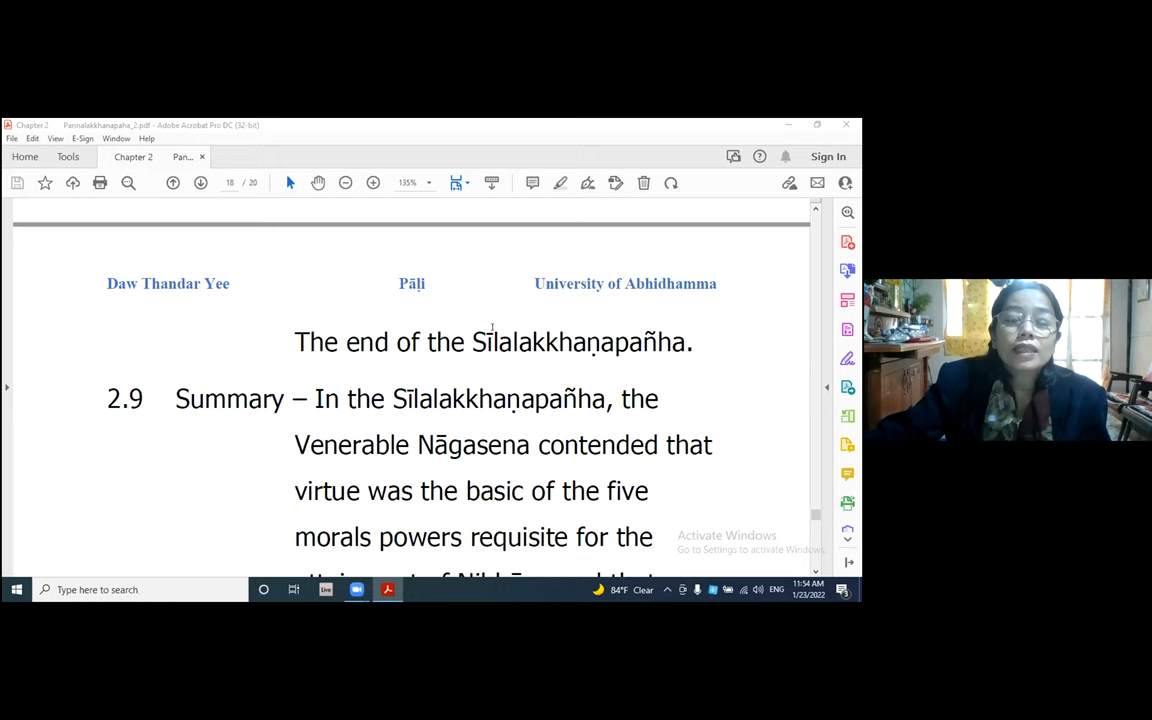 Chapter 2 Pannalakkhanapaha_2.pdf - Adobe Acrobat Pro DC (32-bit)
File Edit View E-Sign Window Help
Home Tools Chapter 2 Pan... × Sign In
18 / 20 135%
Daw Thandar Yee Pāḷi University of Abhidhamma
The end of the Sīlalakkhaṇapañha.
2.9 Summary – In the Sīlalakkhaṇapañha, the
Venerable Nāgasena contended that
virtue was the basic of the five
morals powers requisite for the
Activate Windows
Go to Settings to activate Windows.
Type here to search
Live
84°F Clear
ENG
11:54 AM
1/23/2022
3